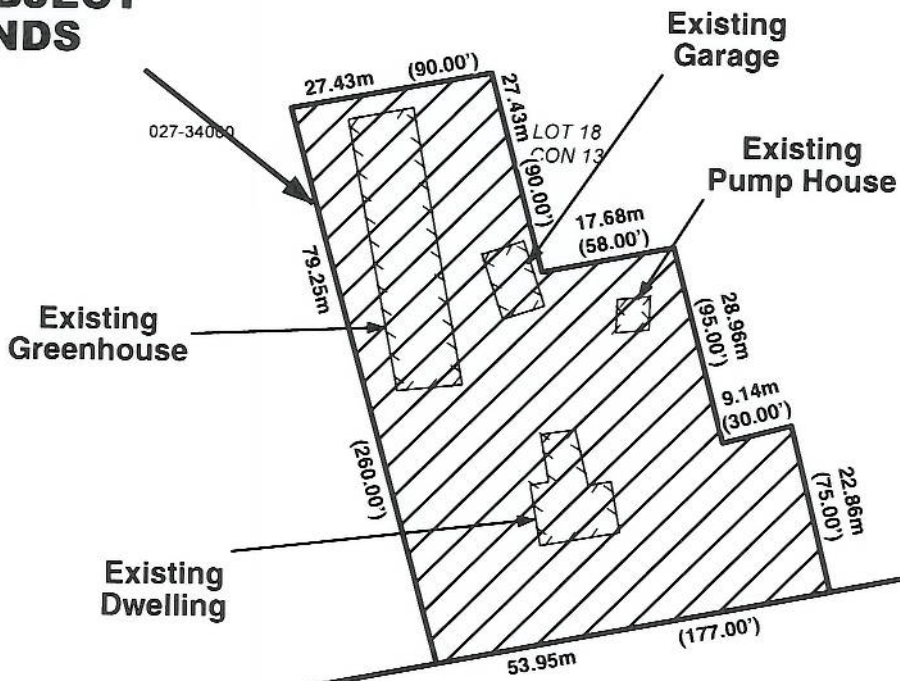 NDS
Existing
Garage
27.43m (90.00')
27.43m (90.00')
027-34000
LOT 18
CON 13
Existing
Pump House
17.68m
(58.00')
79.25m
(260.00')
28.96m
(95.00')
Existing
Greenhouse
9.14m
(30.00')
22.86m
(75.00')
Existing
Dwelling
53.95m (177.00')